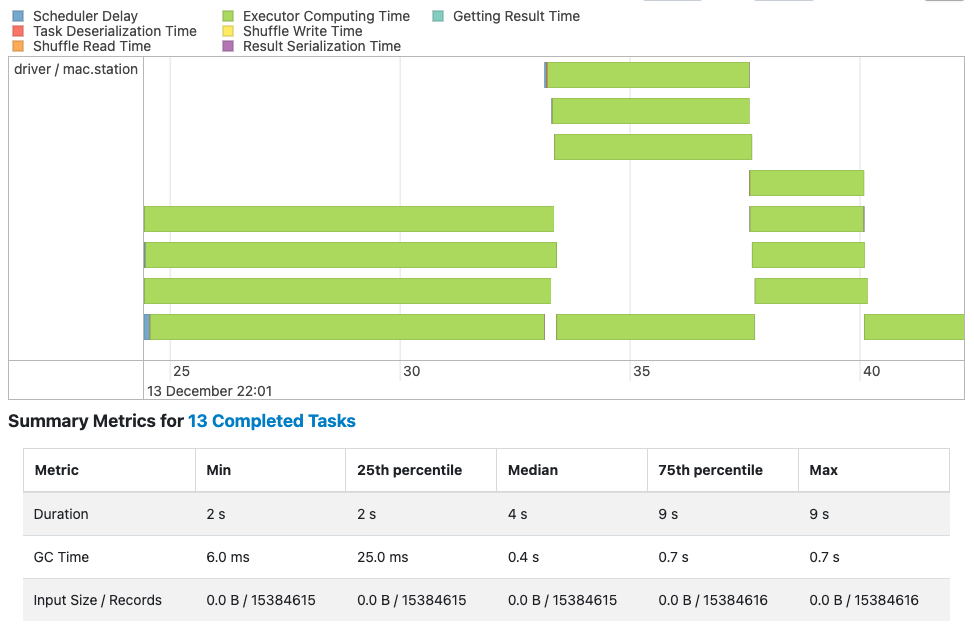 Scheduler Delay Executor Computing Time Getting Result Time
Task Deserialization Time Shuffle Write Time
Shuffle Read Time Result Serialization Time
driver / mac.station
25 30 35 40
13 December 22:01
Summary Metrics for 13 Completed Tasks
Metric Min 25th percentile Median 75th percentile Max
Duration 2 s 2 s 4 s 9 s 9 s
GC Time 6.0 ms 25.0 ms 0.4 s 0.7 s 0.7 s
Input Size / Records 0.0 B / 15384615 0.0 B / 15384615 0.0 B / 15384615 0.0 B / 15384616 0.0 B / 15384616